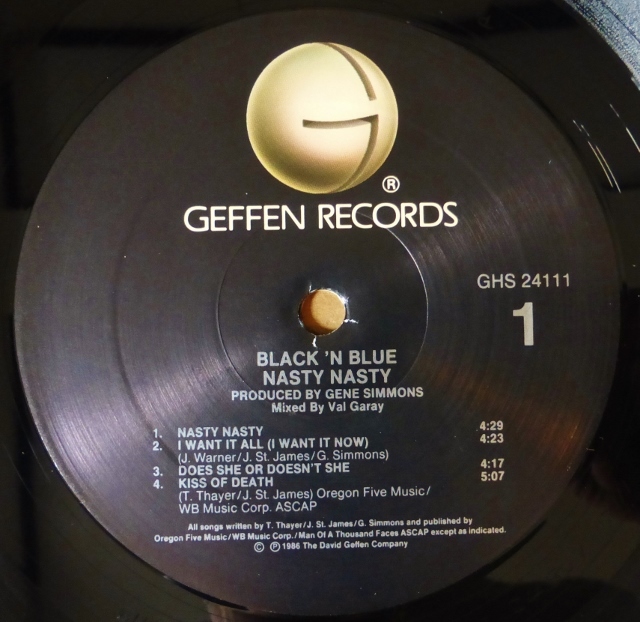 ®
GEFFEN RECORDS
GHS 24111
1
BLACK 'N BLUE
NASTY NASTY
PRODUCED BY GENE SIMMONS
Mixed By Val Garay
1. NASTY NASTY 4:29
2. I WANT IT ALL (I WANT IT NOW) 4:23
(J. Warner/J. St. James/G. Simmons)
3. DOES SHE OR DOESN'T SHE 4:17
4. KISS OF DEATH 5:07
(T. Thayer/J. St. James) Oregon Five Music/
WB Music Corp. ASCAP
All songs written by T. Thayer/J. St. James/G. Simmons and published by
Oregon Five Music/WB Music Corp./Man Of A Thousand Faces ASCAP except as indicated.
© ℗ 1986 The David Geffen Company